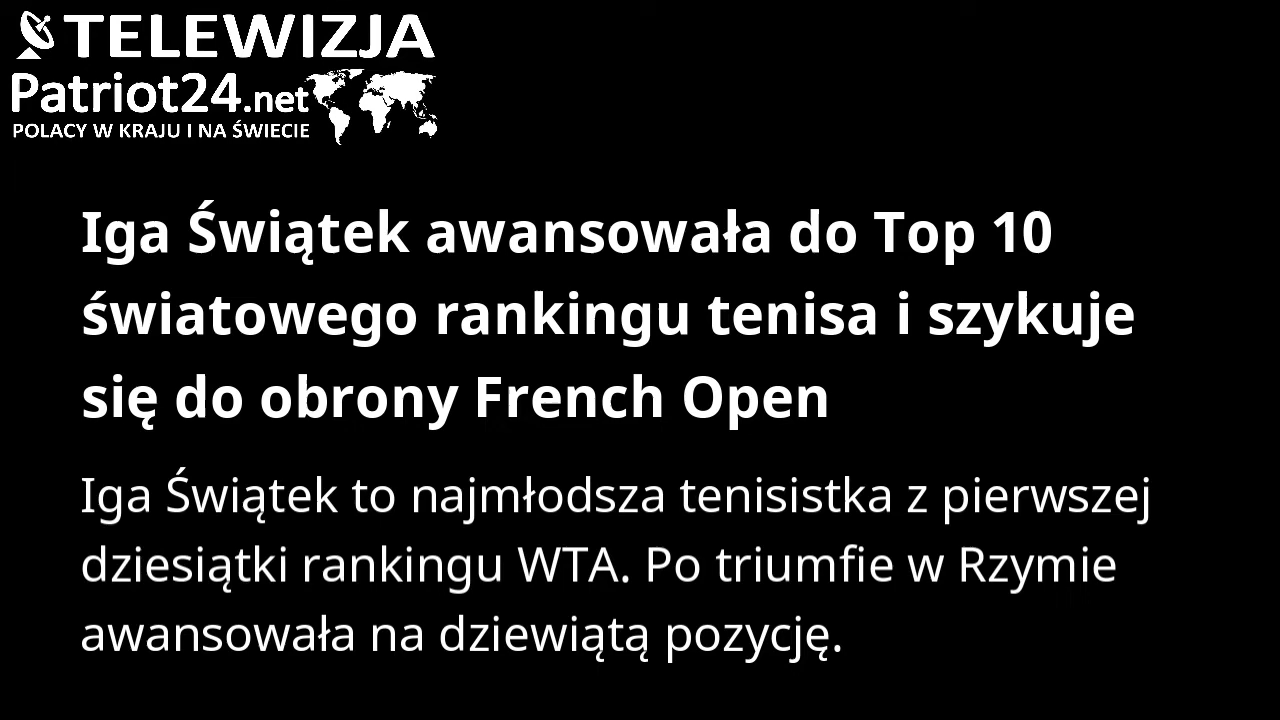 TELEWIZJA
Patriot24.net
POLACY W KRAJU I NA ŚWIECIE
Iga Świątek awansowała do Top 10
światowego rankingu tenisa i szykuje
się do obrony French Open
Iga Świątek to najmłodsza tenisistka z pierwszej
dziesiątki rankingu WTA. Po triumfie w Rzymie
awansowała na dziewiątą pozycję.